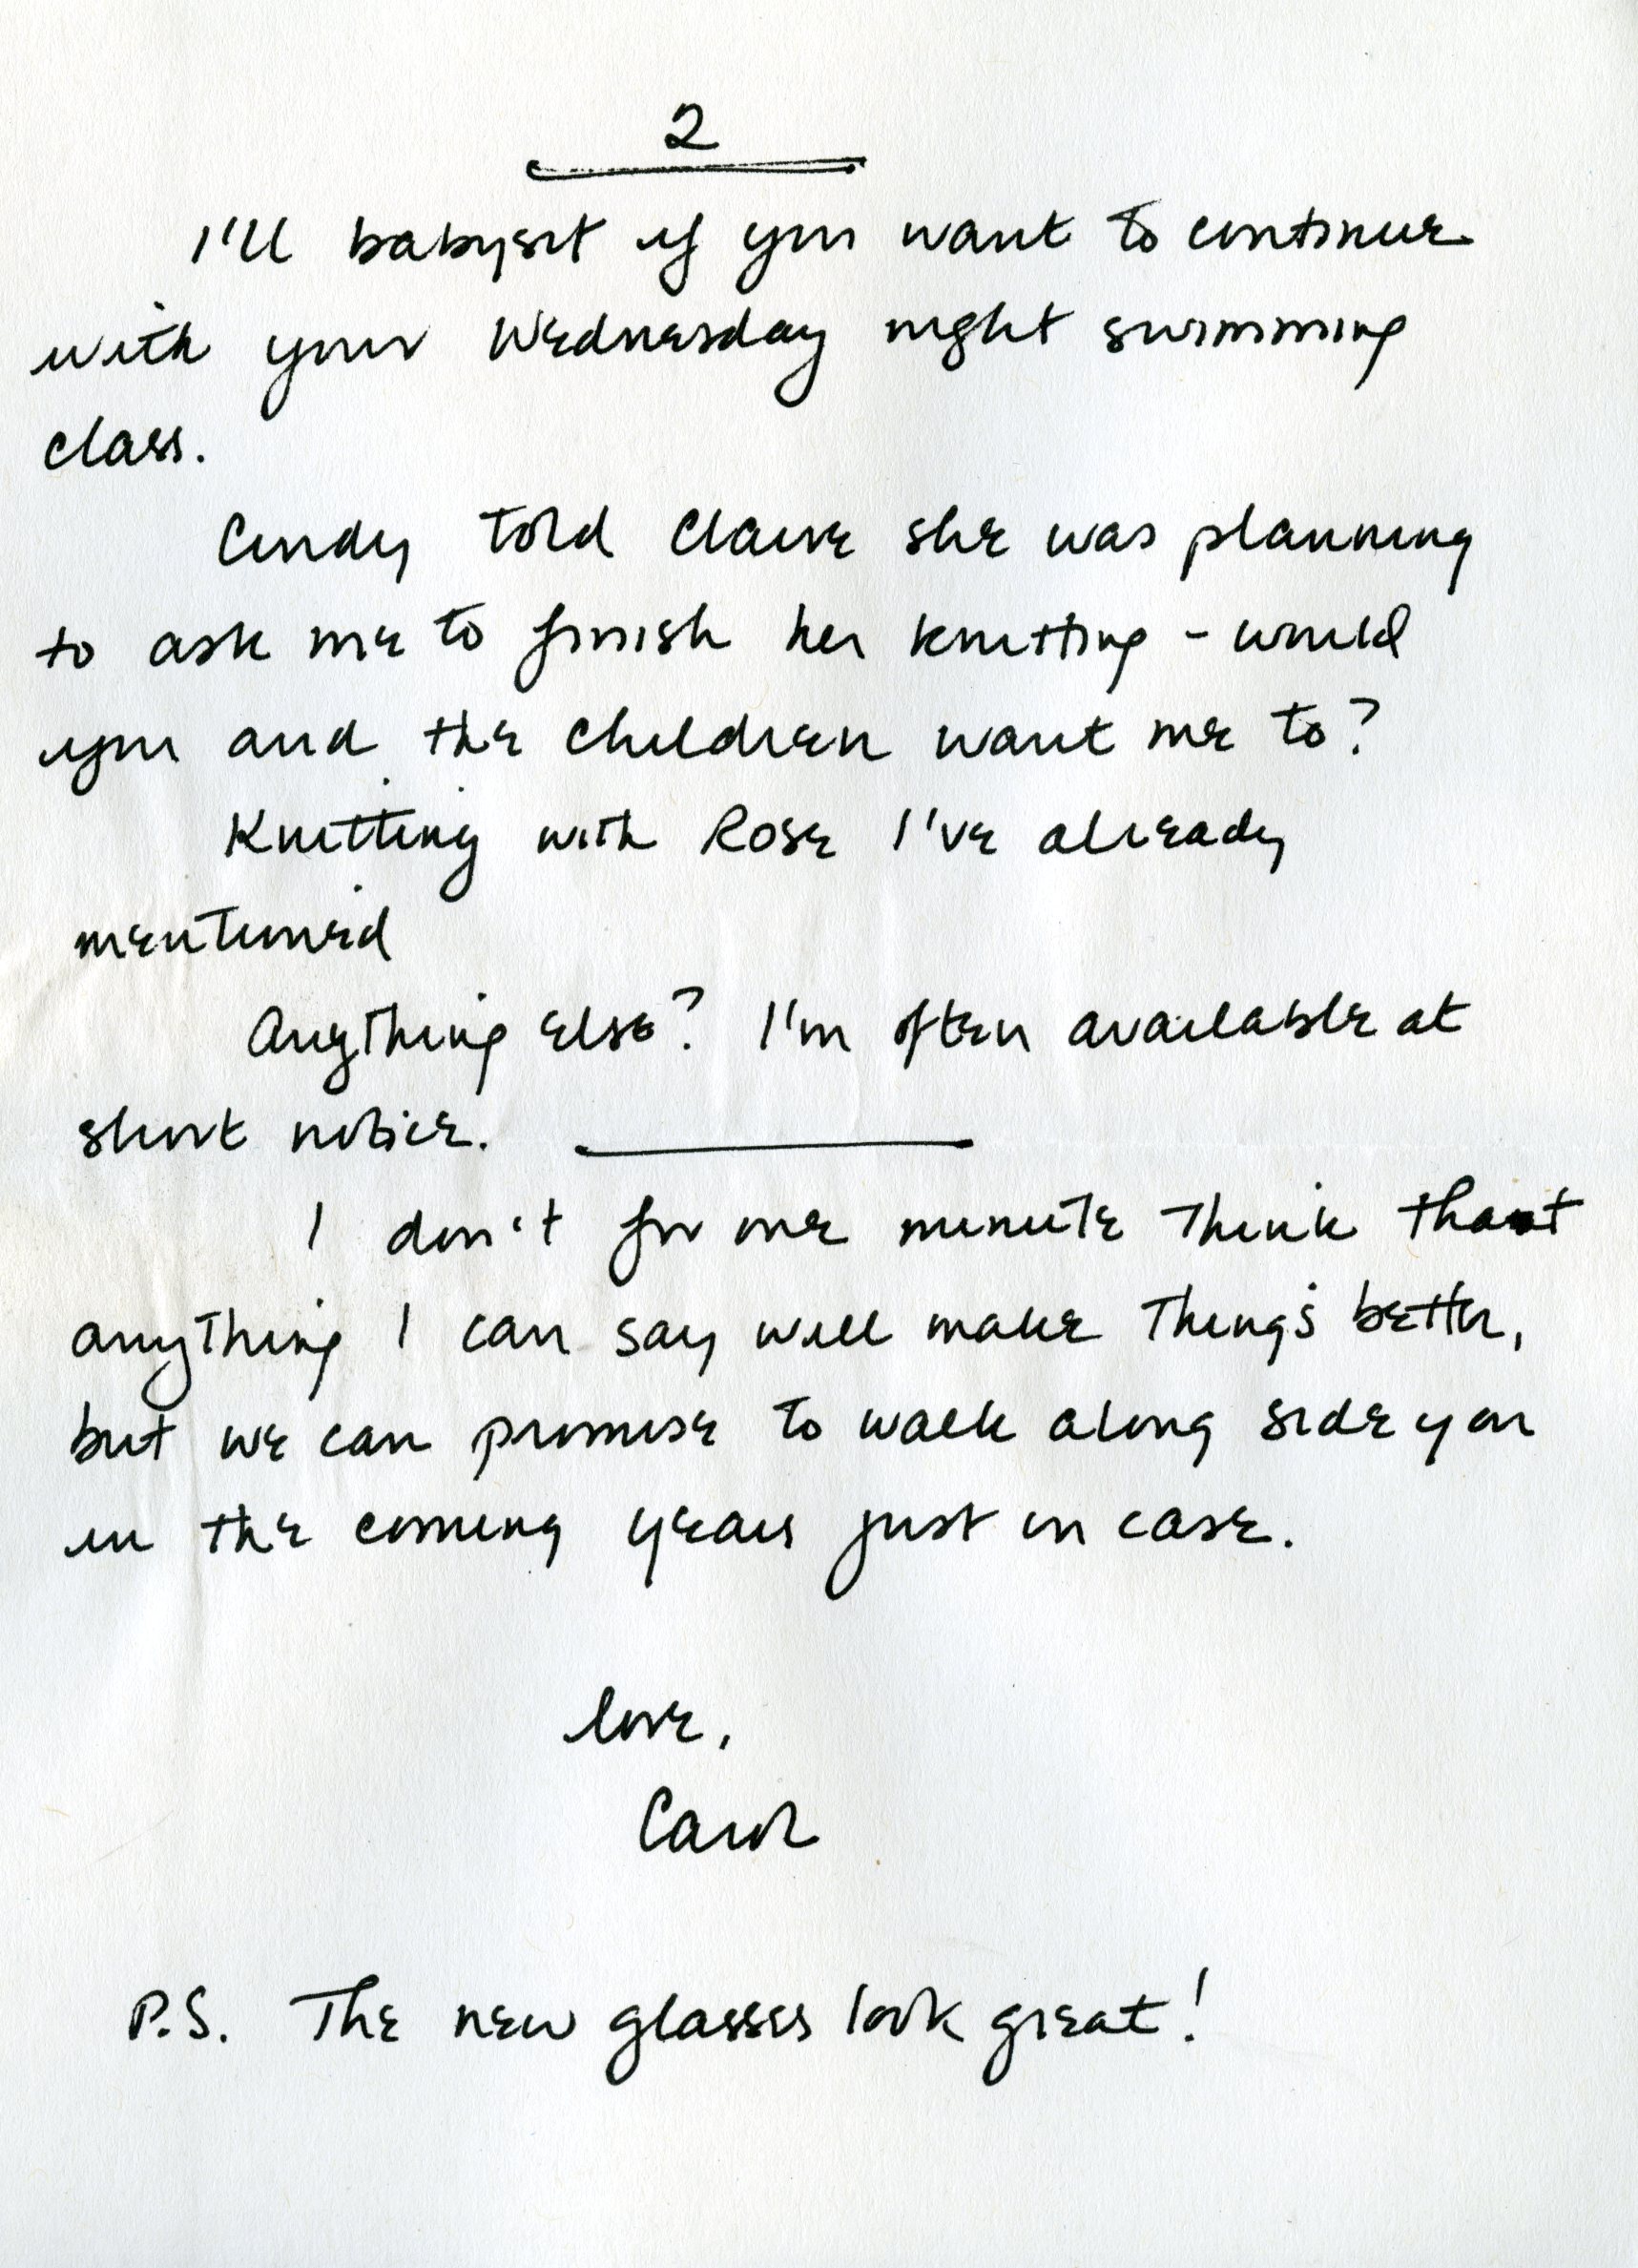 2
I'll babysit if you want to continue
with your Wednesday night swimming
class.
Cindy told Claire she was planning
to ask me to finish her knitting - would
you and the children want me to?
Knitting with Rose I've already
mentioned
Anything else? I'm often available at
short notice.
I don't for one minute think that
anything I can say will make things better,
but we can promise to walk along side you
in the coming years just in case.
love,
Carol
P.S. The new glasses look great!